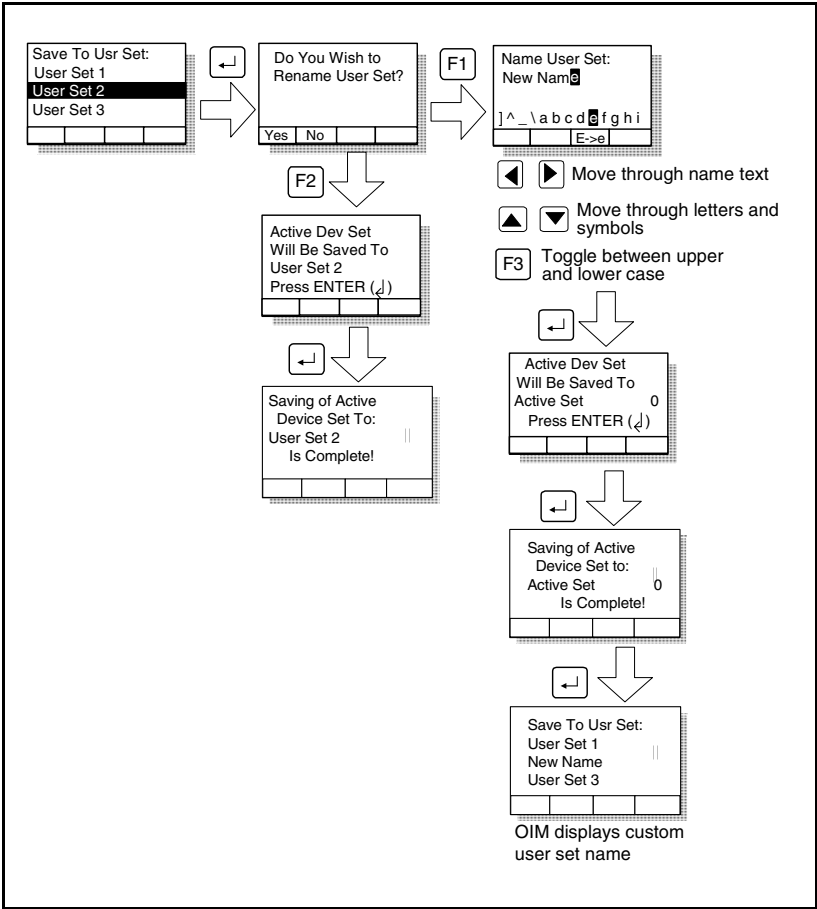 Save To Usr Set:
User Set 1
User Set 2
User Set 3
Do You Wish to
Rename User Set?
Yes No
F1
Name User Set:
New Name
] ^ _ \ a b c d e f g h i
E->e
Move through name text
Move through letters and
symbols
F3 Toggle between upper
and lower case
F2
Active Dev Set
Will Be Saved To
User Set 2
Press ENTER (↵)
Saving of Active
Device Set To:
User Set 2
Is Complete!
Active Dev Set
Will Be Saved To
Active Set 0
Press ENTER (↵)
Saving of Active
Device Set to:
Active Set 0
Is Complete!
Save To Usr Set:
User Set 1
New Name
User Set 3
OIM displays custom
user set name